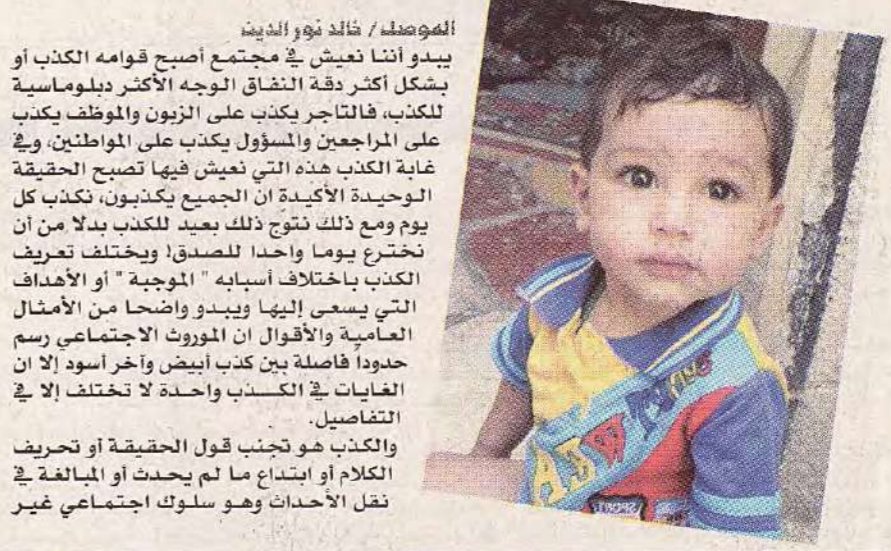 الموصل / خالد نور الدين
يبدو أننا نعيش في مجتمع أصبح قوامه الكذب أو
بشكل أكثر دقة النفاق الوجه الأكثر دبلوماسية
للكذب، فالتاجر يكذب على الزبون والموظف يكذب
على المراجعين والمسؤول يكذب على المواطنين، وفي
غابة الكذب هذه التي نعيش فيها تصبح الحقيقة
الوحيدة الأكيدة ان الجميع يكذبون، نكذب كل
يوم ومع ذلك نتوّج ذلك بعيد للكذب بدلا من أن
نخترع يوما واحدا للصدق! ويختلف تعريف
الكذب باختلاف أسبابه " الموجبة " أو الأهداف
التي يسعى إليها ويبدو واضحا من الأمثال
العامية والأقوال ان الموروث الاجتماعي رسم
حدوداً فاصلة بين كذب أبيض وآخر أسود إلا ان
الغايات في الكـــذب واحدة لا تختلف إلا في
التفاصيل.
والكذب هو تجنب قول الحقيقة أو تحريف
الكلام أو ابتداع ما لم يحدث أو المبالغة في
نقل الأحداث وهو سلوك اجتماعي غير